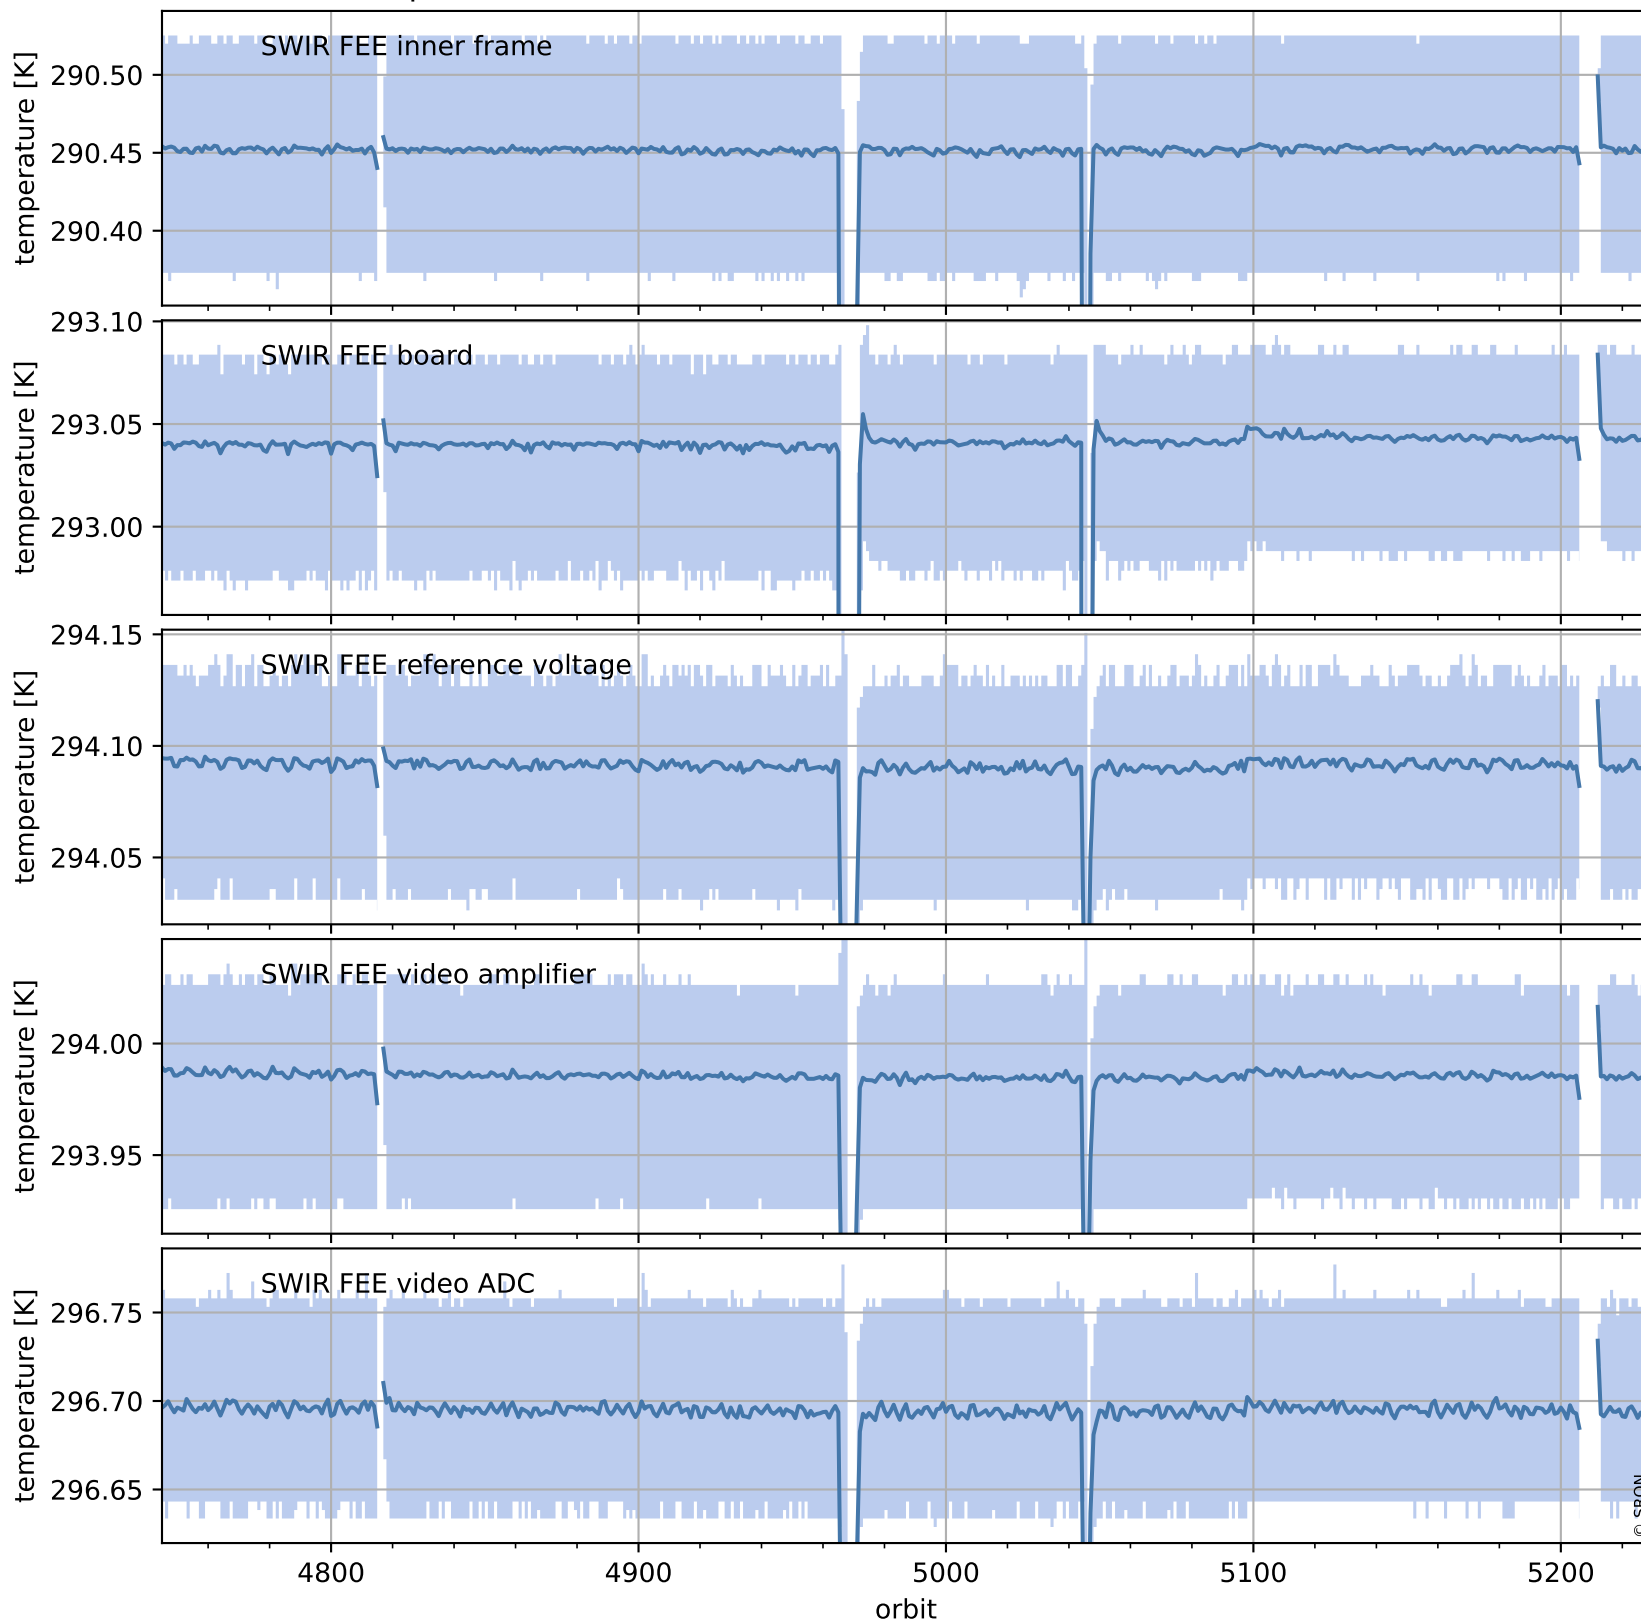 SWIR FEE inner frame
temperature [K]
290.50
290.45
290.40
SWIR FEE board
temperature [K]
293.10
293.05
293.00
SWIR FEE reference voltage
temperature [K]
294.15
294.10
294.05
SWIR FEE video amplifier
temperature [K]
294.00
293.95
SWIR FEE video ADC
temperature [K]
296.75
296.70
296.65
4800 4900 5000 5100 5200
orbit
© SRON